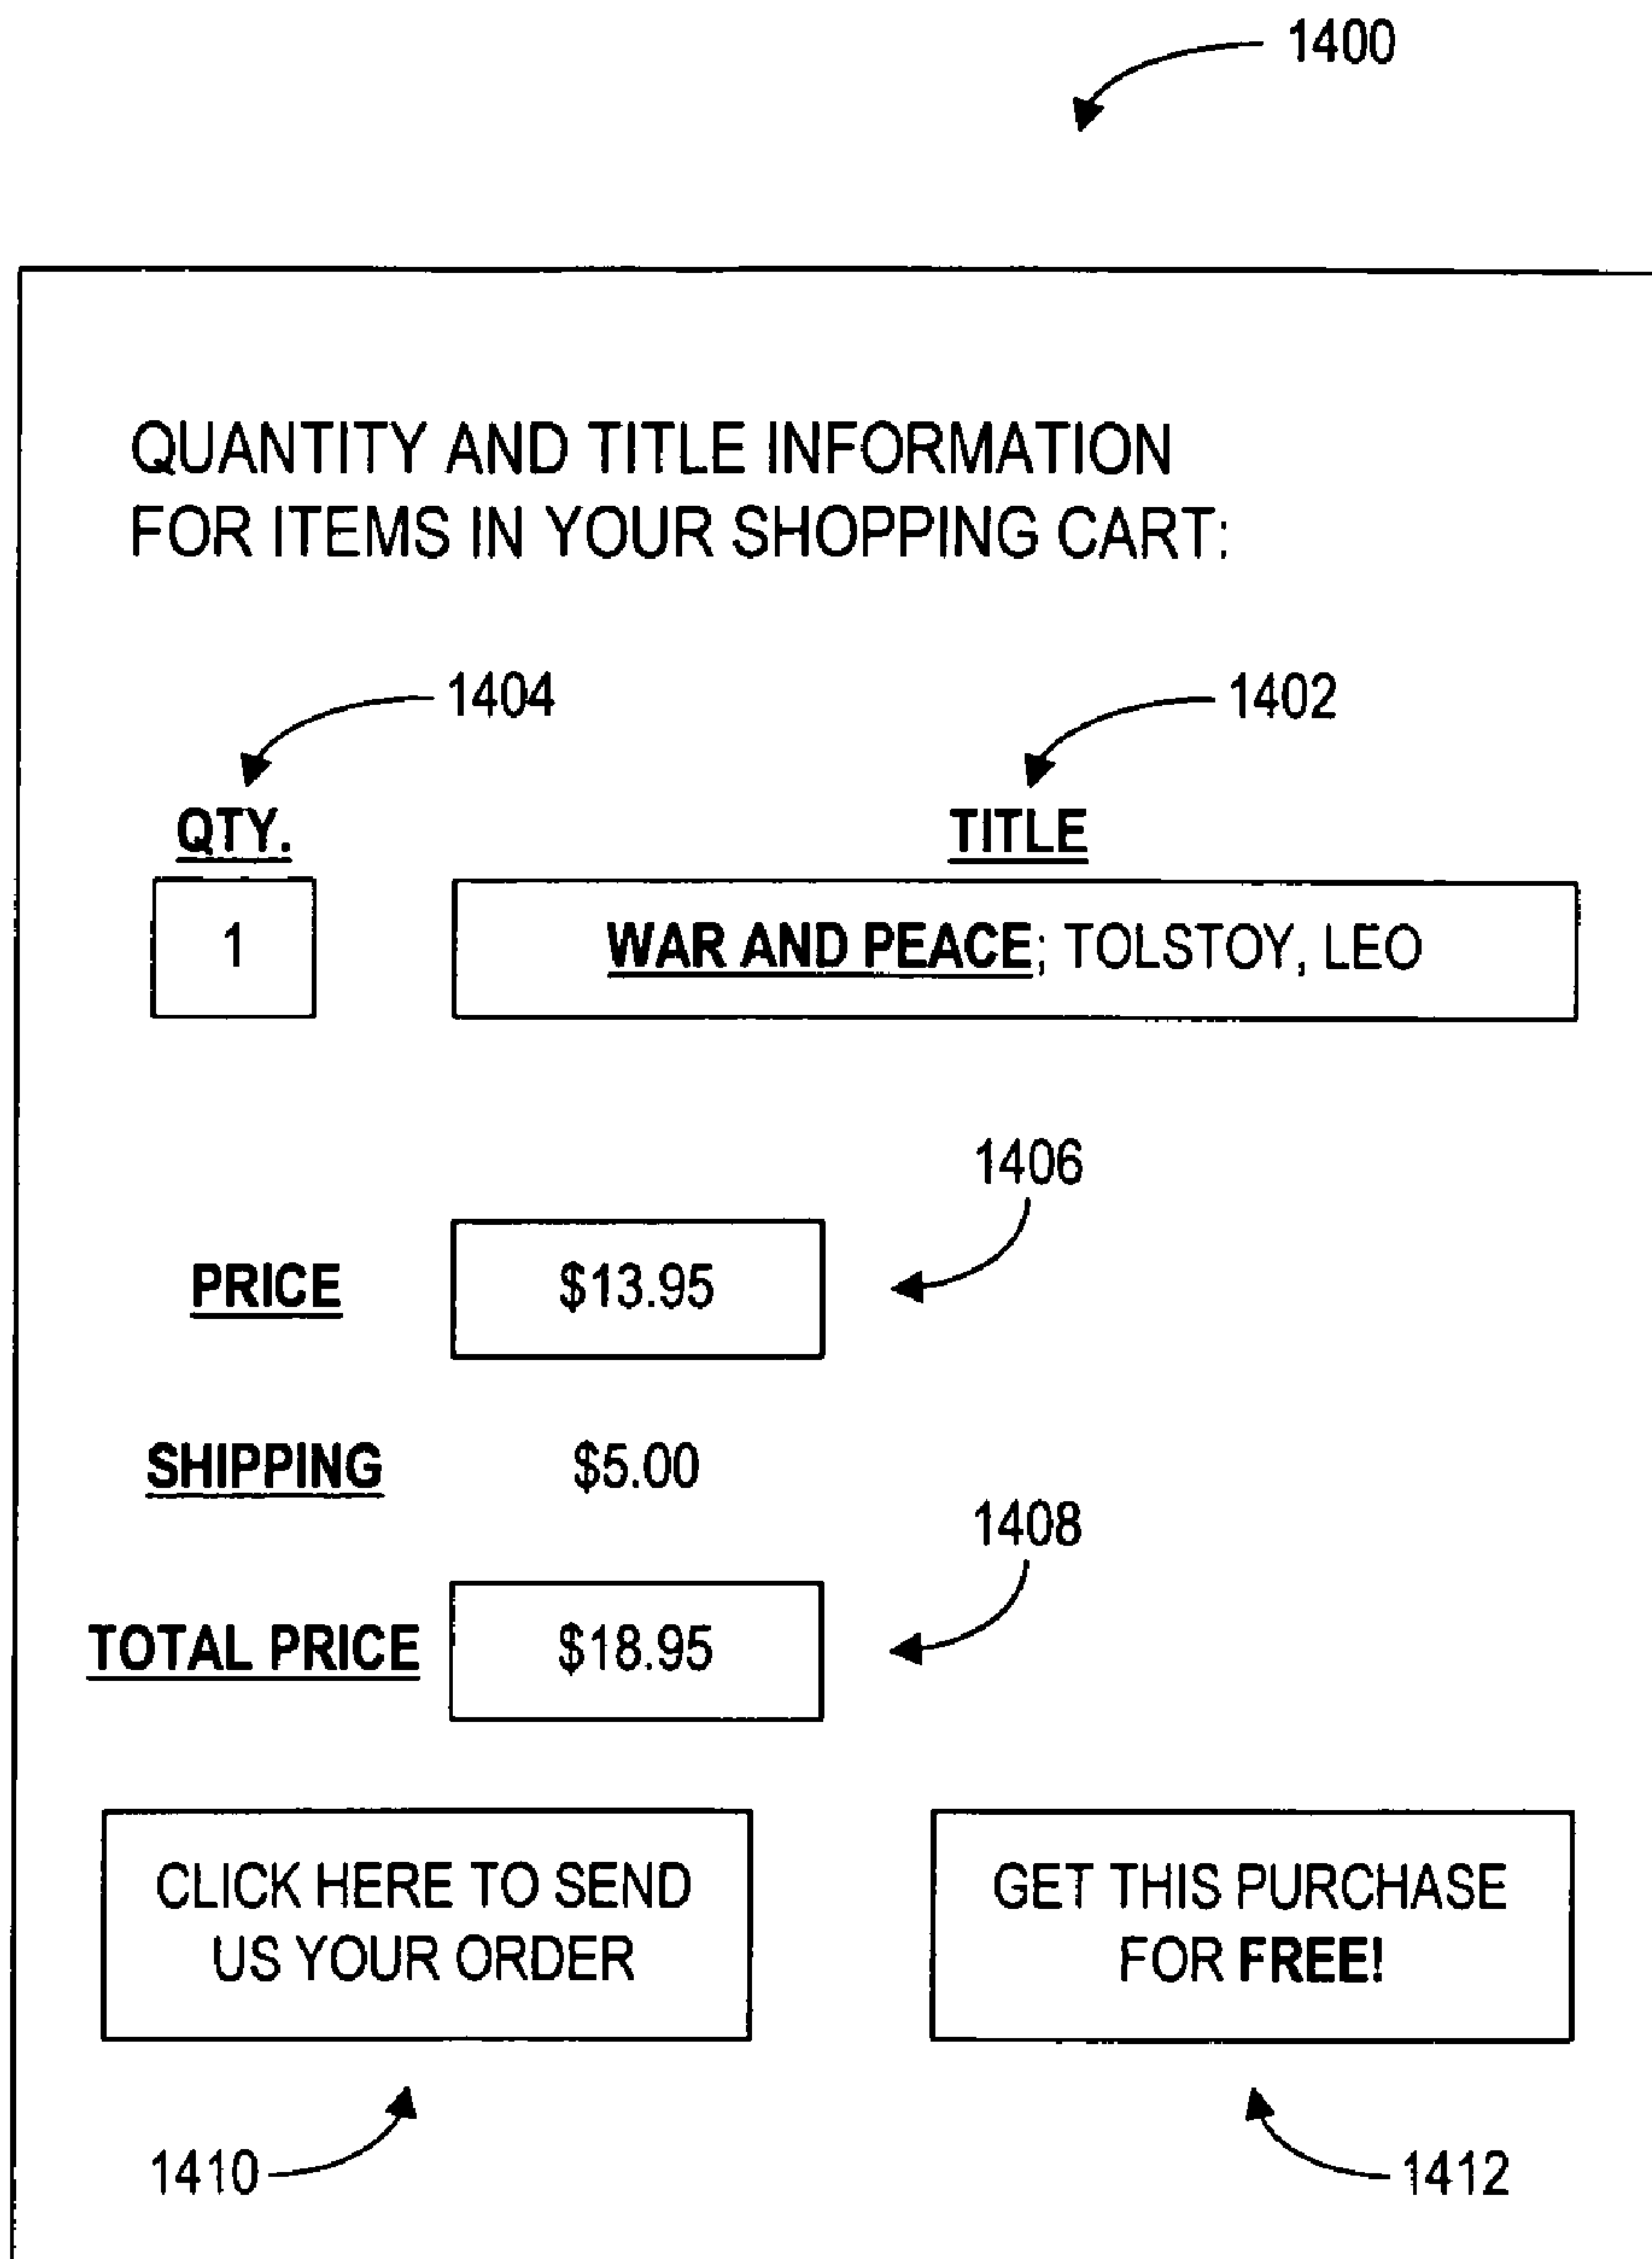 1400
QUANTITY AND TITLE INFORMATION
FOR ITEMS IN YOUR SHOPPING CART:
1404 1402
QTY. TITLE
1 WAR AND PEACE; TOLSTOY, LEO
1406
PRICE $13.95
SHIPPING $5.00
1408
TOTAL PRICE $18.95
CLICK HERE TO SEND
US YOUR ORDER
GET THIS PURCHASE
FOR FREE!
1410 1412